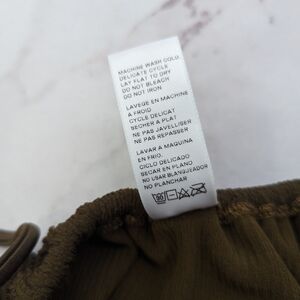 MACHINE WASH COLD
DELICATE CYCLE
LAY FLAT TO DRY
DO NOT BLEACH
DO NOT IRON
LAVEGE EN MACHINE
A FROID
CYCLE DELICAT
SECHER A PLAT
NE PAS JAVELLISER
NE PAS REPASSER
LAVAR A MAQUINA
EN FRIO.
CICLO DELICADO
SECAR EN PLANO
NO USAR BLANQUEADOR
NO PLANCHAR
30